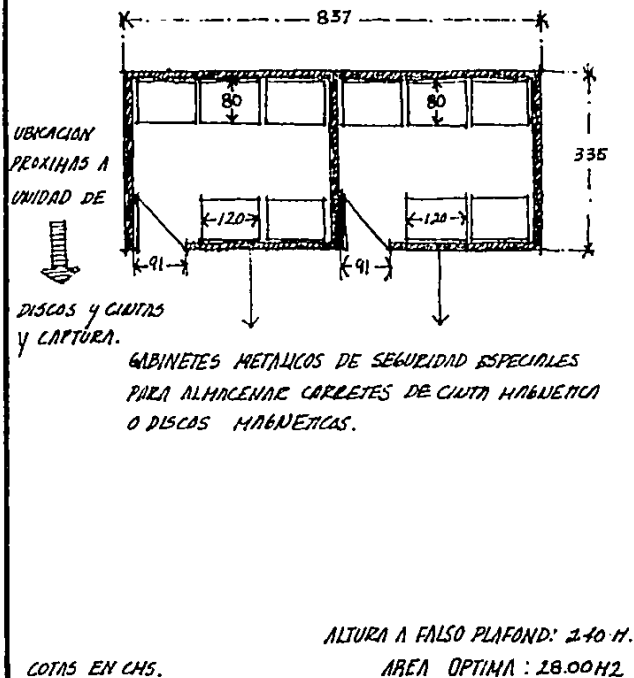 837
80
80
335
UBICACION
PROXIMAS A
UNIDAD DE
120
120
91
91
DISCOS Y CINTAS
Y CAPTURA.
GABINETES METALICOS DE SEGURIDAD ESPECIALES
PARA ALMACENAR CARRETES DE CINTA MAGNETICA
O DISCOS MAGNETICOS.
ALTURA A FALSO PLAFOND: 2.40 M.
COTAS EN CMS.
AREA OPTIMA : 28.00 M2